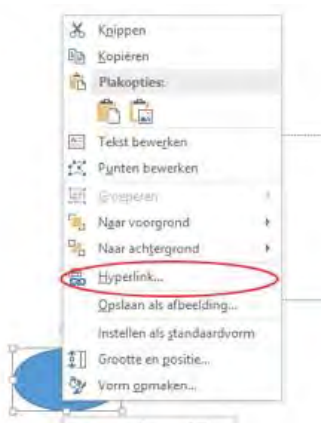 Knippen
Kopiëren
Plakopties:
Tekst bewerken
Punten bewerken
Groeperen
Naar voorgrond
Naar achtergrond
Hyperlink...
Opslaan als afbeelding...
Instellen als standaardvorm
Grootte en positie...
Vorm opmaken...